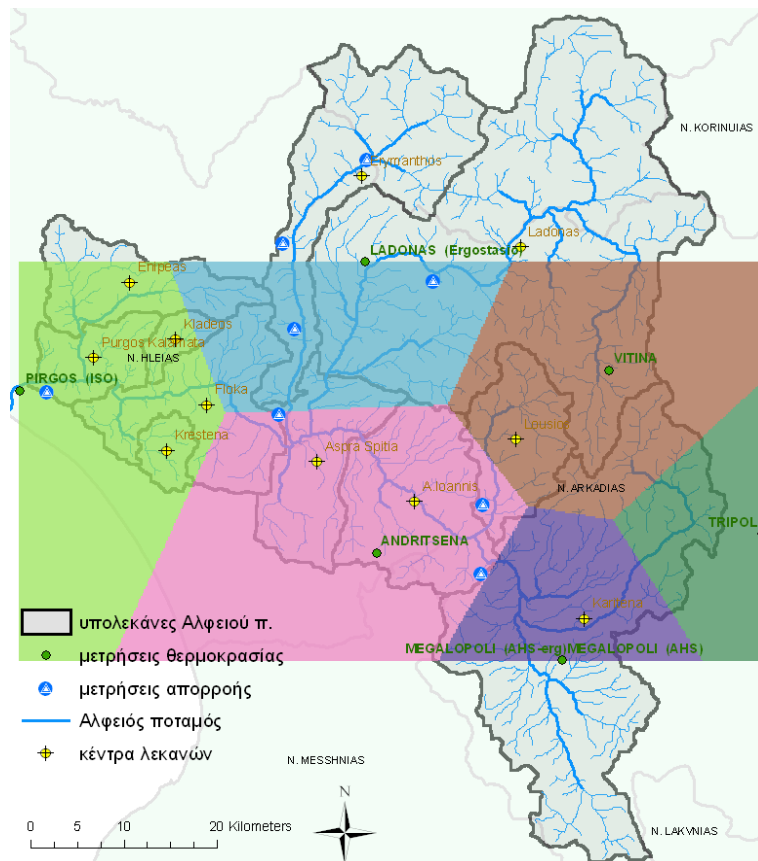 N. KORINUIAS
Erymanthos
Ladonas
LADONAS (Ergostasio)
Enipeas
Kladeos
Purgos Kalamata
N. HLEIAS
VITINA
PIRGOS (ISO)
Floka
Krestena
Lousios
Aspra Spitia
A.Ioannis
N. ARKADIAS
TRIPOL
ANDRITSENA
Karitena
MEGALOPOLI (AHS-erg)MEGALOPOLI (AHS)
υπολεκάνες Αλφειού π.
μετρήσεις θερμοκρασίας
μετρήσεις απορροής
Αλφειός ποταμός
κέντρα λεκανών
N. MESSHNIAS
N. LAKVNIAS
N
0 5 10 20 Kilometers